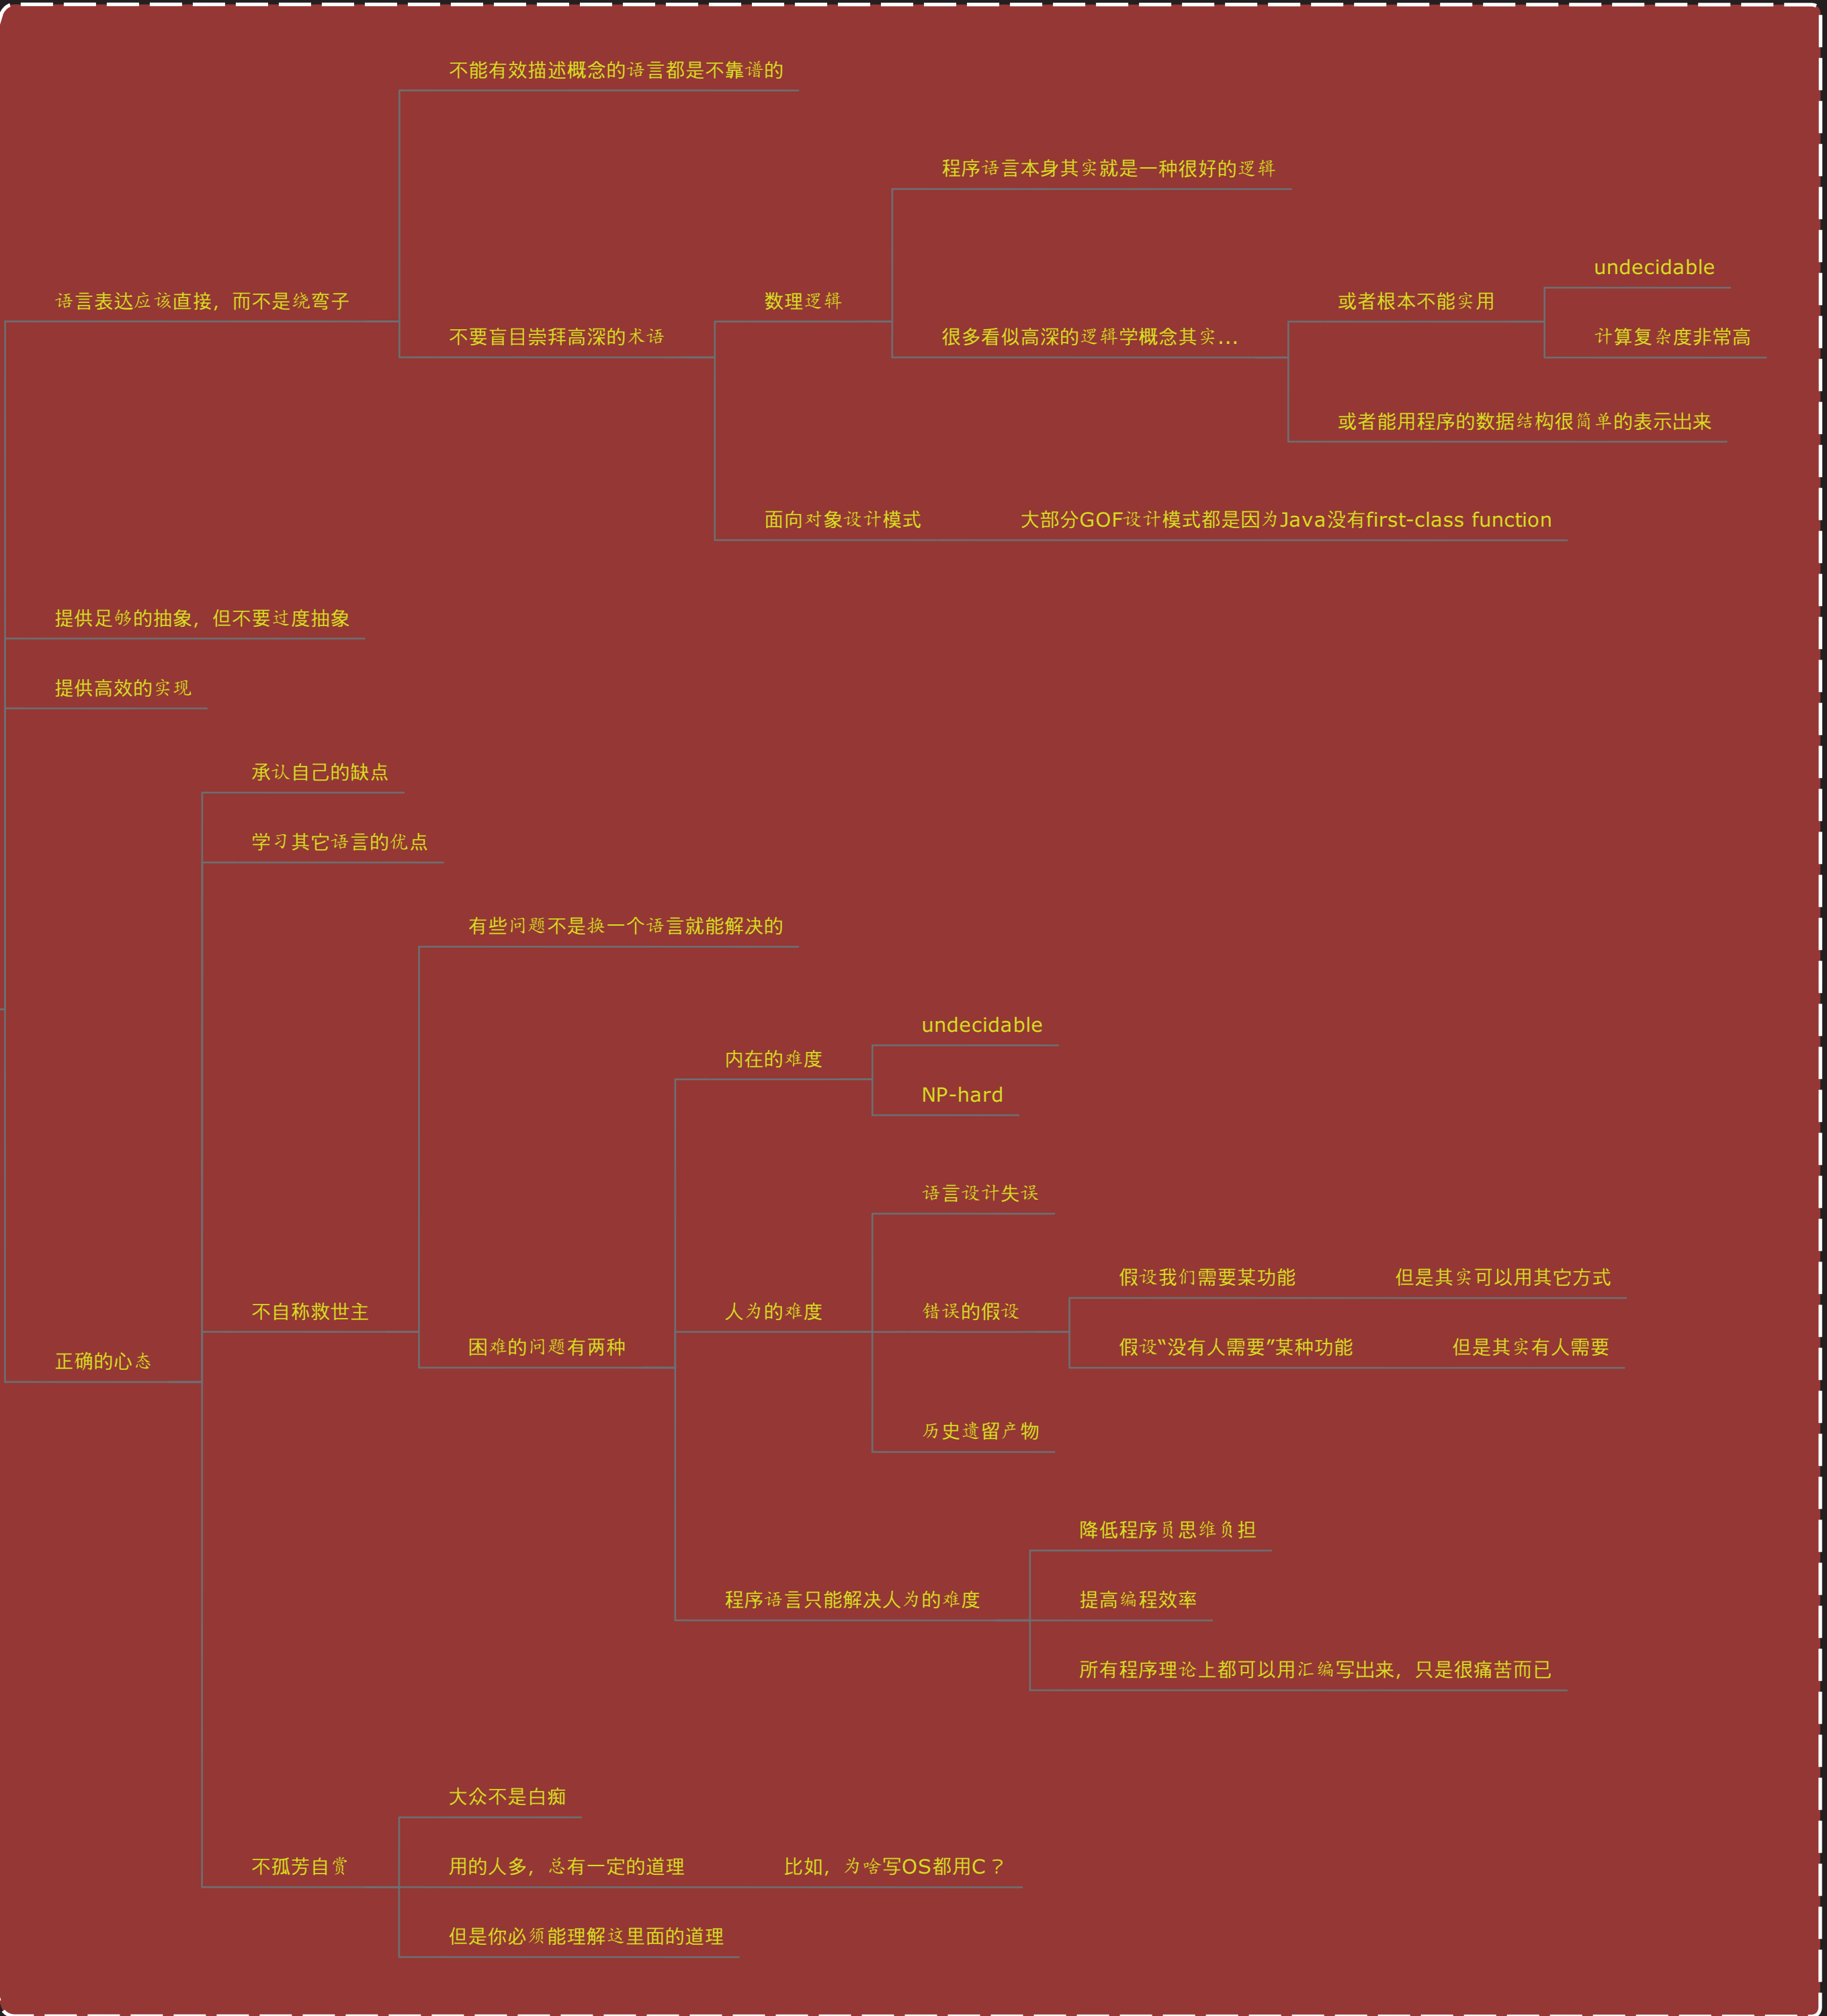 不能有效描述概念的语言都是不靠谱的
程序语言本身其实就是一种很好的逻辑
undecidable
语言表达应该直接，而不是绕弯子
数理逻辑
或者根本不能实用
不要盲目崇拜高深的术语
很多看似高深的逻辑学概念其实...
计算复杂度非常高
或者能用程序的数据结构很简单的表示出来
面向对象设计模式
大部分GOF设计模式都是因为Java没有first-class function
提供足够的抽象，但不要过度抽象
提供高效的实现
承认自己的缺点
学习其它语言的优点
有些问题不是换一个语言就能解决的
undecidable
内在的难度
NP-hard
语言设计失误
假设我们需要某功能
但是其实可以用其它方式
不自称救世主
人为的难度
错误的假设
困难的问题有两种
假设“没有人需要”某种功能
但是其实有人需要
正确的心态
历史遗留产物
降低程序员思维负担
程序语言只能解决人为的难度
提高编程效率
所有程序理论上都可以用汇编写出来，只是很痛苦而已
大众不是白痴
不孤芳自赏
用的人多，总有一定的道理
比如，为啥写OS都用C？
但是你必须能理解这里面的道理